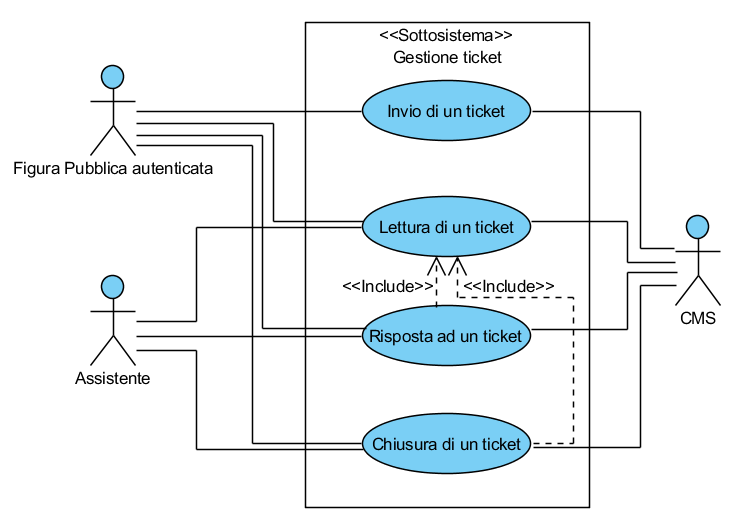 <<Sottosistema>>
Gestione ticket
Invio di un ticket
Figura Pubblica autenticata
Lettura di un ticket
<<Include>>
<<Include>>
CMS
Risposta ad un ticket
Assistente
Chiusura di un ticket